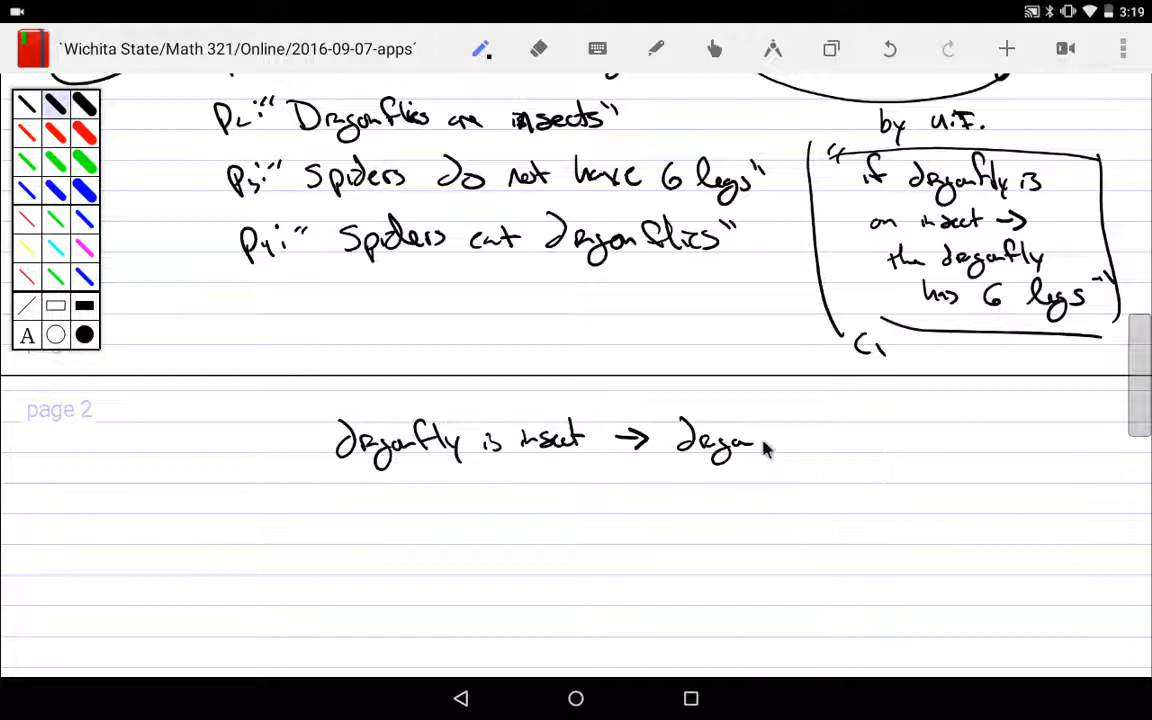 3:19
`Wichita State/Math 321/Online/2016-09-07-apps´
P2:"Dragonflies are insects"
by U.I.
P3:" Spiders do not have 6 legs"
"if dragonfly is
an insect →
the dragonfly
has 6 legs"
P4:" Spiders eat dragonflies"
C1
A
page 2
dragonfly is insect → dragon